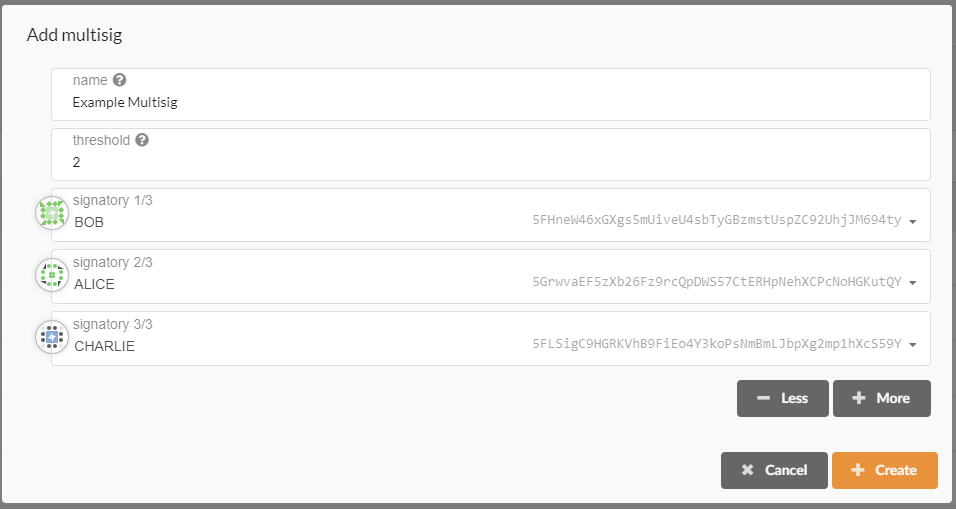 Add multisig
name
Example Multisig
threshold
2
signatory 1/3
BOB 5FHneW46xGXgs5mUiveU4sbTyGBzmstUspZC92UhjJM694ty
signatory 2/3
ALICE 5GrwvaEF5zXb26Fz9rcQpDWS57CtERHpNehXCPcNoHGKutQY
signatory 3/3
CHARLIE 5FLSigC9HGRKVhB9FiEo4Y3koPsNmBmLJbpXg2mp1hXcS59Y
Less More
Cancel Create